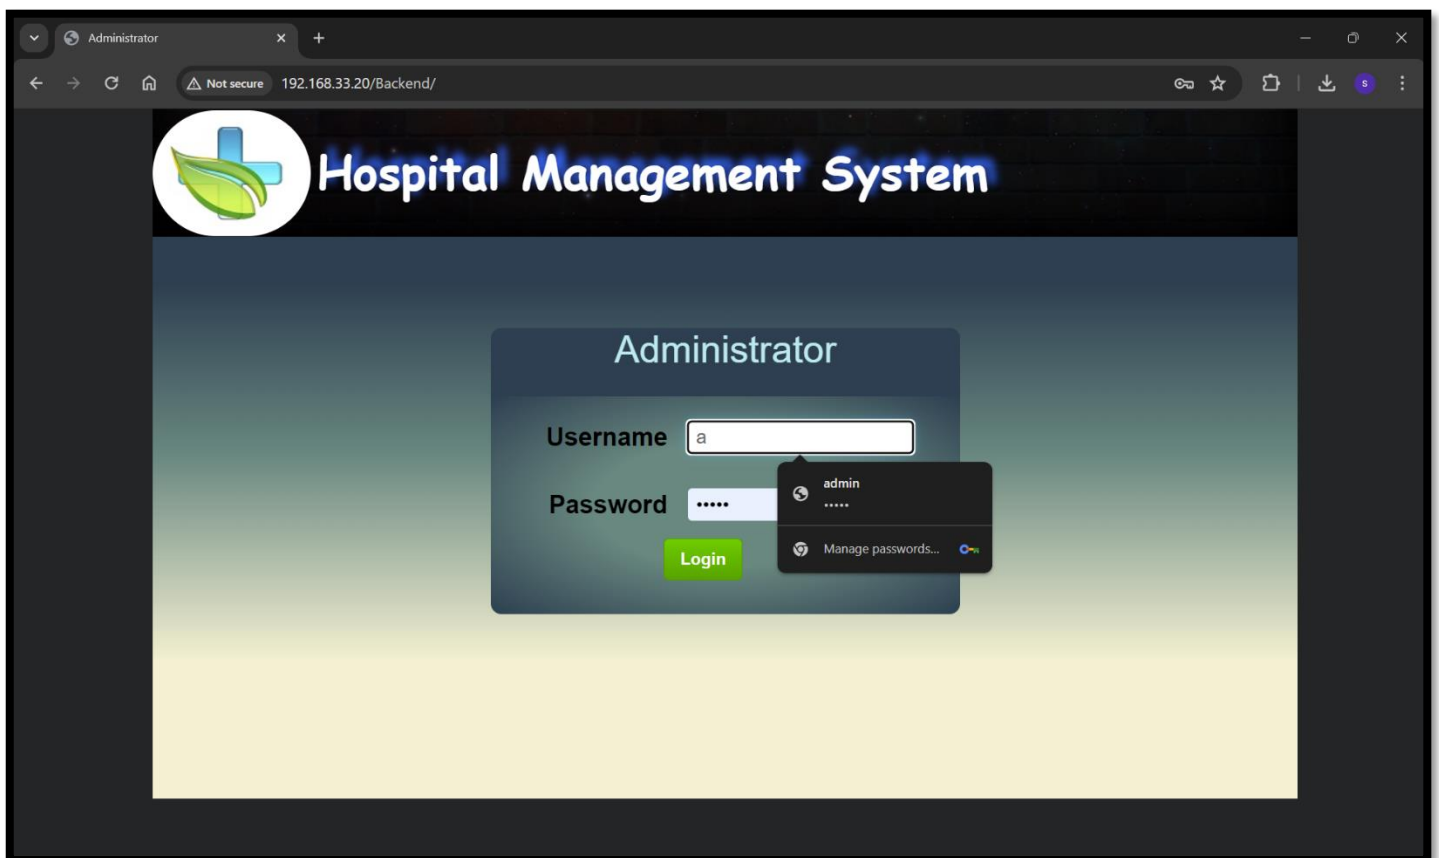 Administrator
Not secure 192.168.33.20/Backend/
s
Hospital Management System
Administrator
Username a
admin
•••••
Password •••••
Manage passwords...
Login